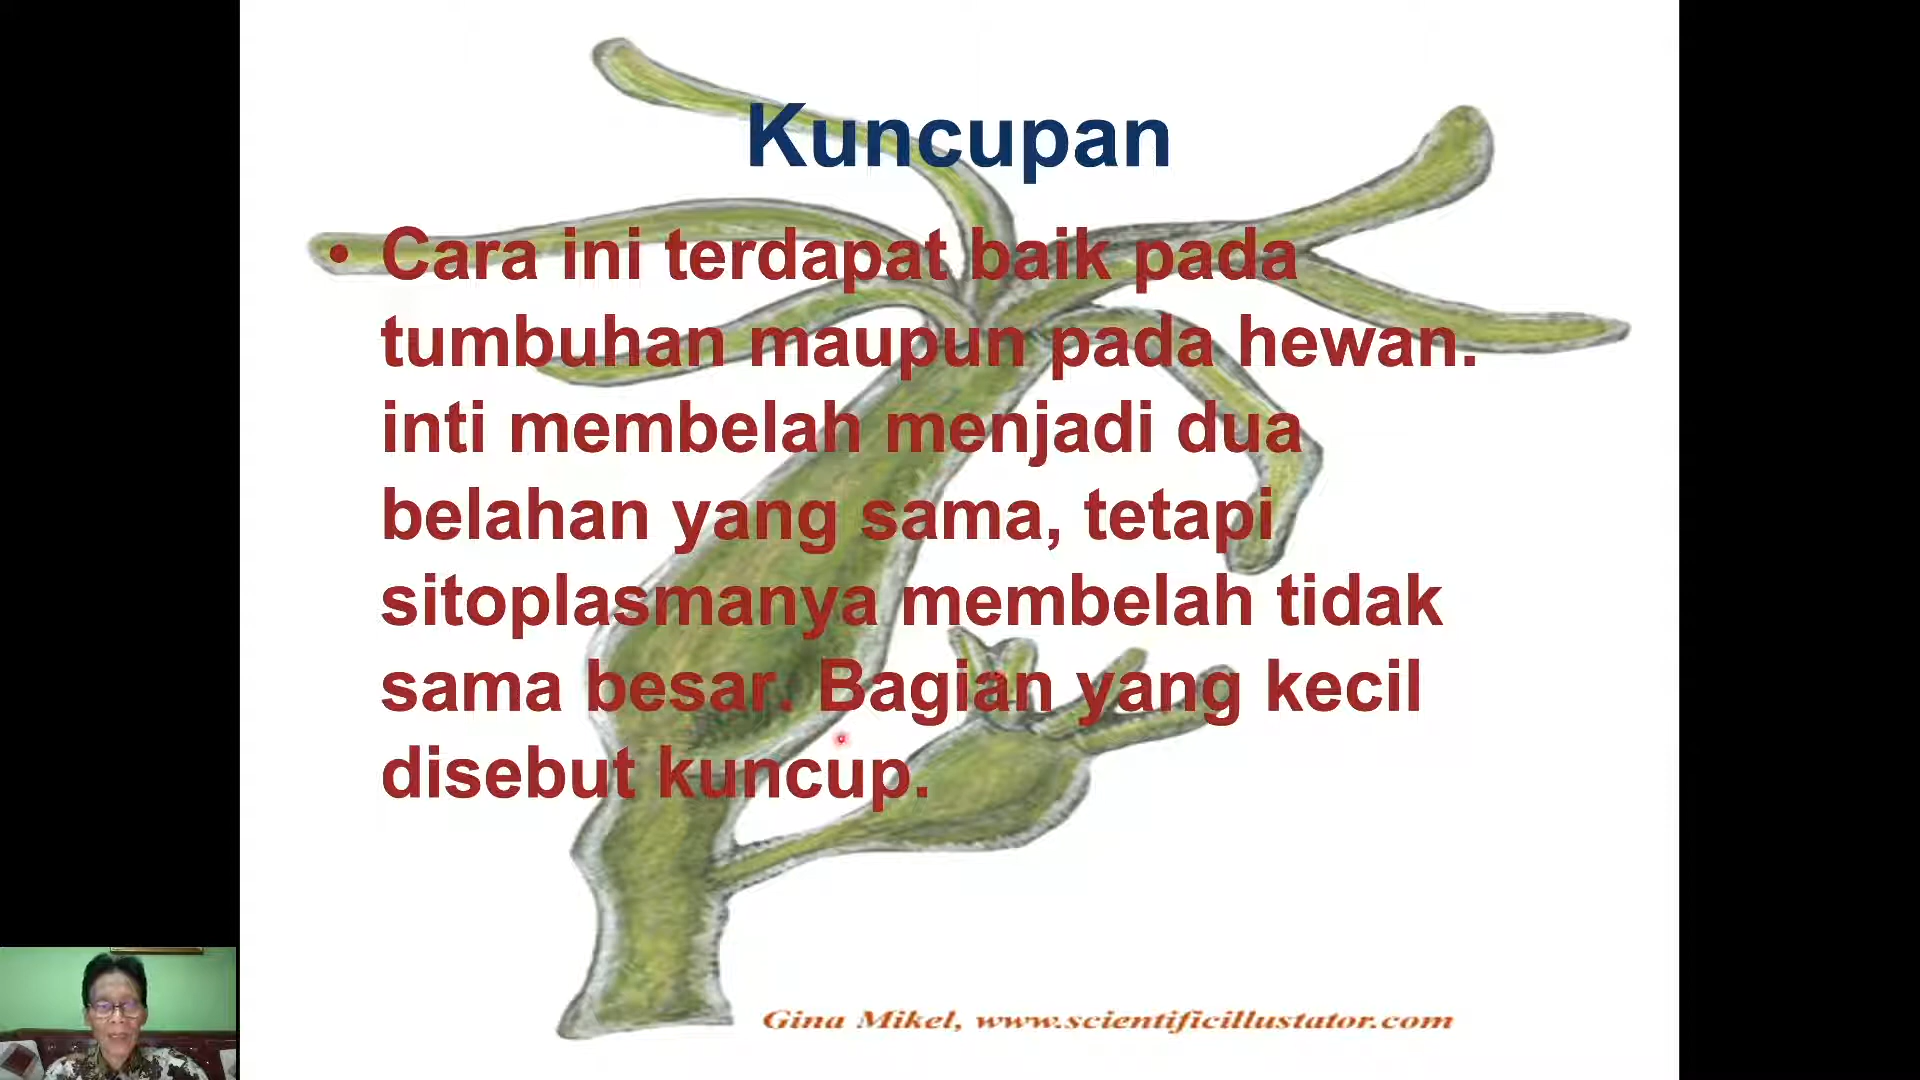 Kuncupan
• Cara ini terdapat baik pada
tumbuhan maupun pada hewan.
inti membelah menjadi dua
belahan yang sama, tetapi
sitoplasmanya membelah tidak
sama besar. Bagian yang kecil
disebut kuncup.
Gina Mikel, www.scientificillustator.com